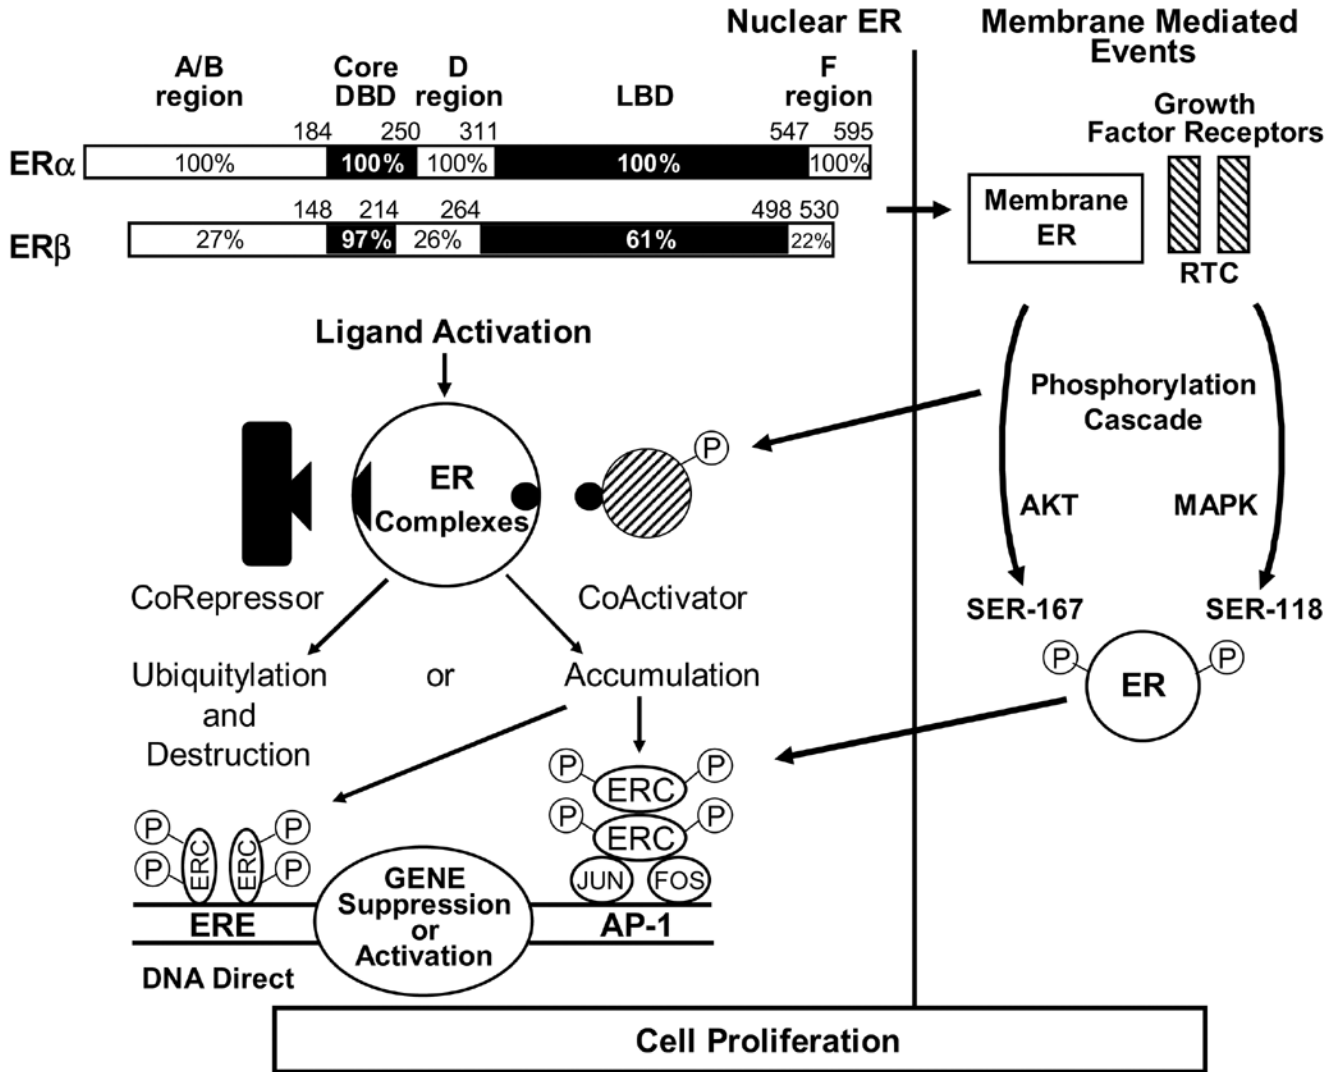 Nuclear ER
Membrane Mediated
Events
A/B
region
Core
DBD
D
region
LBD
F
region
184 250 311 547 595
ERα 100% 100% 100% 100% 100%
148 214 264 498 530
ERβ 27% 97% 26% 61% 22%
Growth
Factor Receptors
Membrane
ER
RTC
Ligand Activation
Phosphorylation
Cascade
P
ER
Complexes
AKT MAPK
CoRepressor CoActivator
SER-167 SER-118
Ubiquitylation
and
Destruction
or
Accumulation
P P
ER
P ERC P
P ERC P
JUN FOS
P ERC ERC P
P P
ERE
GENE
Suppression
or
Activation
AP-1
DNA Direct
Cell Proliferation